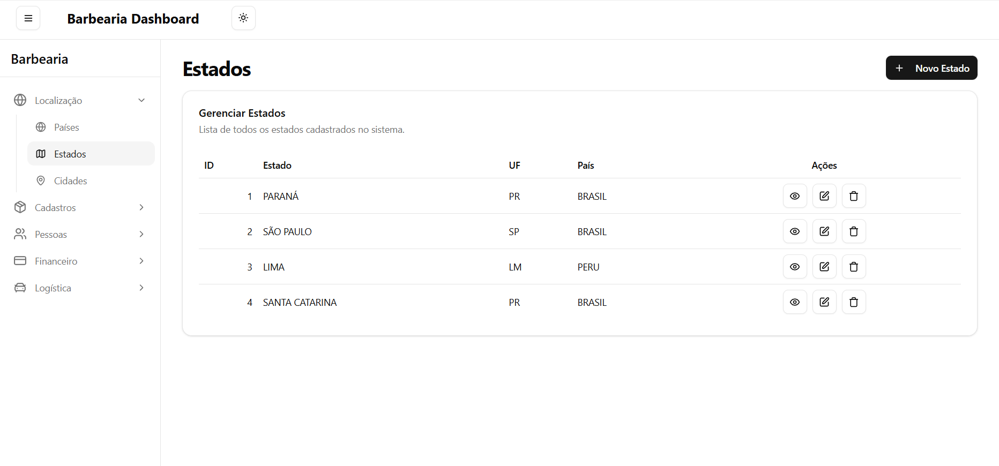 Barbearia Dashboard
Barbearia
Localização
Países
Estados
Cidades
Cadastros
Pessoas
Financeiro
Logística
Estados
Novo Estado
Gerenciar Estados
Lista de todos os estados cadastrados no sistema.
ID Estado UF País Ações
1 PARANÁ PR BRASIL
2 SÃO PAULO SP BRASIL
3 LIMA LM PERU
4 SANTA CATARINA PR BRASIL